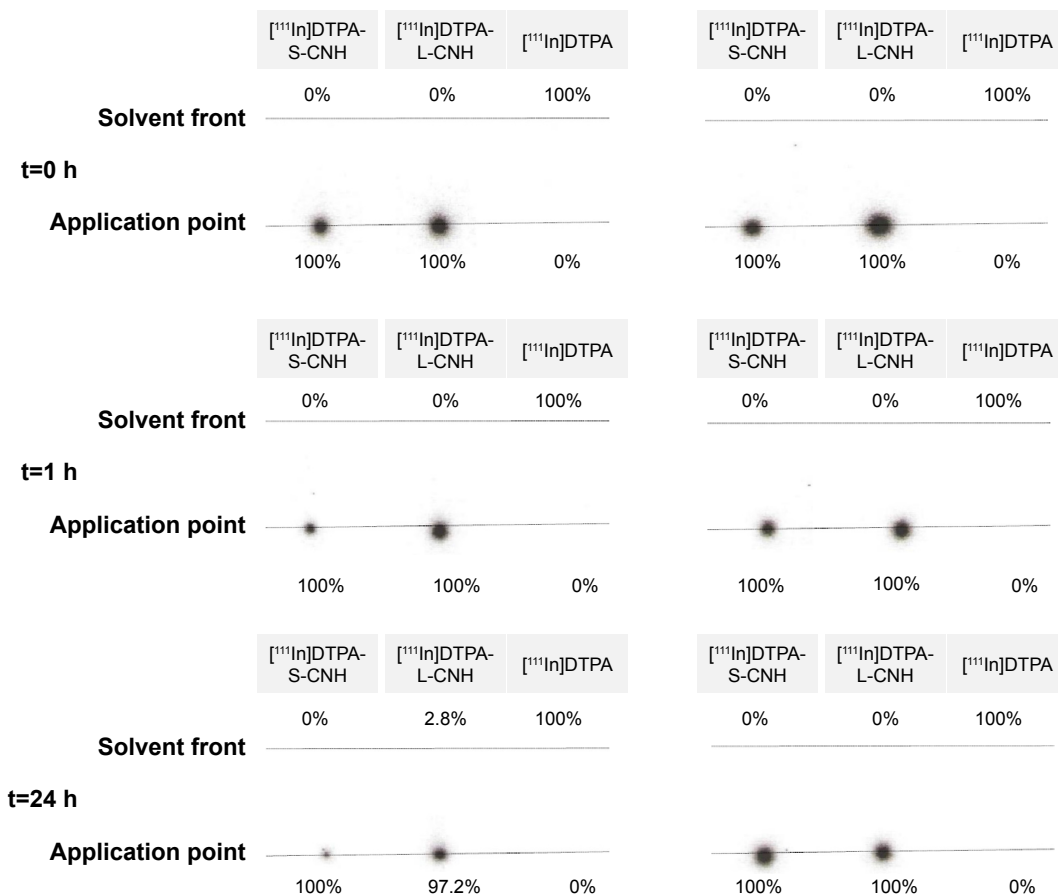 [¹¹¹In]DTPA-S-CNH [¹¹¹In]DTPA-L-CNH [¹¹¹In]DTPA [¹¹¹In]DTPA-S-CNH [¹¹¹In]DTPA-L-CNH [¹¹¹In]DTPA
0% 0% 100% 0% 0% 100%
Solvent front
t=0 h
Application point
100% 100% 0% 100% 100% 0%
[¹¹¹In]DTPA-S-CNH [¹¹¹In]DTPA-L-CNH [¹¹¹In]DTPA [¹¹¹In]DTPA-S-CNH [¹¹¹In]DTPA-L-CNH [¹¹¹In]DTPA
0% 0% 100% 0% 0% 100%
Solvent front
t=1 h
Application point
100% 100% 0% 100% 100% 0%
[¹¹¹In]DTPA-S-CNH [¹¹¹In]DTPA-L-CNH [¹¹¹In]DTPA [¹¹¹In]DTPA-S-CNH [¹¹¹In]DTPA-L-CNH [¹¹¹In]DTPA
0% 2.8% 100% 0% 0% 100%
Solvent front
t=24 h
Application point
100% 97.2% 0% 100% 100% 0%